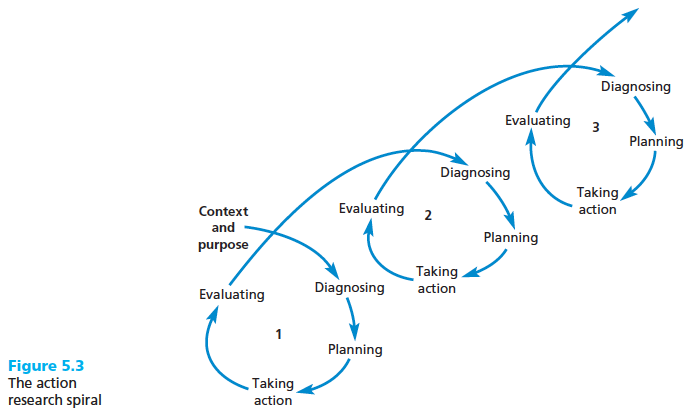 Diagnosing
Evaluating
3
Planning
Taking
action
Diagnosing
Evaluating
2
Planning
Taking
action
Context
and
purpose
Diagnosing
Evaluating
1
Planning
Taking
action
Figure 5.3
The action
research spiral